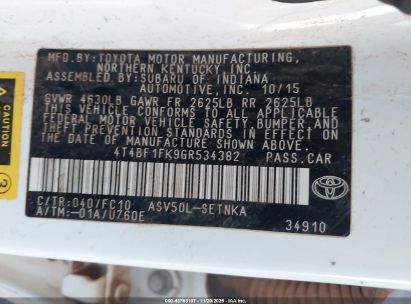 MFD.BY:TOYOTA MOTOR MANUFACTURING,
NORTHERN KENTUCKY INC.
ASSEMBLED BY: SUBARU OF INDIANA
AUTOMOTIVE, INC. 10/15
GVWR 4630LB GAWR FR 2625LB RR 2625LB
THIS VEHICLE CONFORMS TO ALL APPLICABLE
FEDERAL MOTOR VEHICLE SAFETY,BUMPER,AND
THEFT PREVENTION STANDARDS IN EFFECT ON
THE DATE OF MANUFACTURE SHOWN ABOVE.
4T4BF1FK9GR534382 PASS.CAR
C/TR:040/FC10 ASV50L-SETNKA
A/TM:-01A/U760E
TOYOTA
34910
CAUTION
3